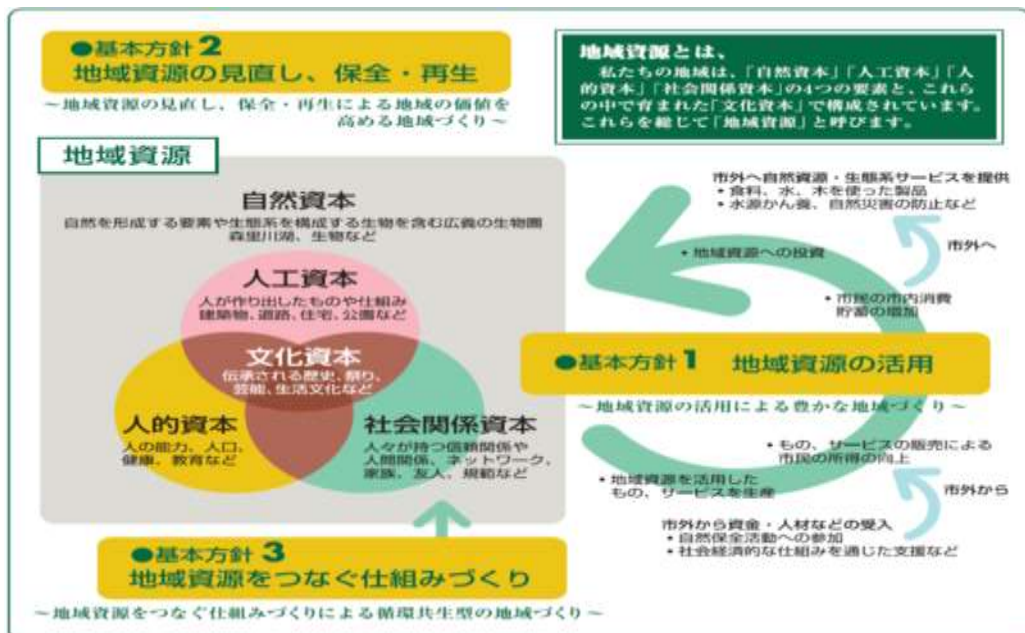 ●基本方針 2
地域資源の見直し、保全・再生
～地域資源の見直し、保全・再生による地域の価値を
高める地域づくり～
地域資源とは、
私たちの地域は、「自然資本」「人工資本」「人
的資本」「社会関係資本」の4つの要素と、これら
の中で育まれた「文化資本」で構成されています。
これらを総じて「地域資源」と呼びます。
地域資源
自然資本
自然を形成する要素や生態系を構成する生物を含む広義の生物圏
森里川湖、生物など
人工資本
人が作り出したものや仕組み
建築物、道路、住宅、公園など
文化資本
伝承される歴史、祭り、
芸能、生活文化など
人的資本
人の能力、人口、
健康、教育など
社会関係資本
人々が持つ信頼関係や
人間関係、ネットワーク、
家族、友人、規範など
市外へ自然資源・生態系サービスを提供
• 食料、水、木を使った製品
• 水源かん養、自然災害の防止など
市外へ
• 地域資源への投資
• 市民の市内消費
貯蓄の増加
●基本方針 1 地域資源の活用
～地域資源の活用による豊かな地域づくり～
• もの、サービスの販売による
市民の所得の向上
• 地域資源を活用した
もの、サービスを生産
市外から
市外から資金・人材などの受入
• 自然保全活動への参加
• 社会経済的な仕組みを通じた支援など
●基本方針 3
地域資源をつなぐ仕組みづくり
～地域資源をつなぐ仕組みづくりによる循環共生型の地域づくり～